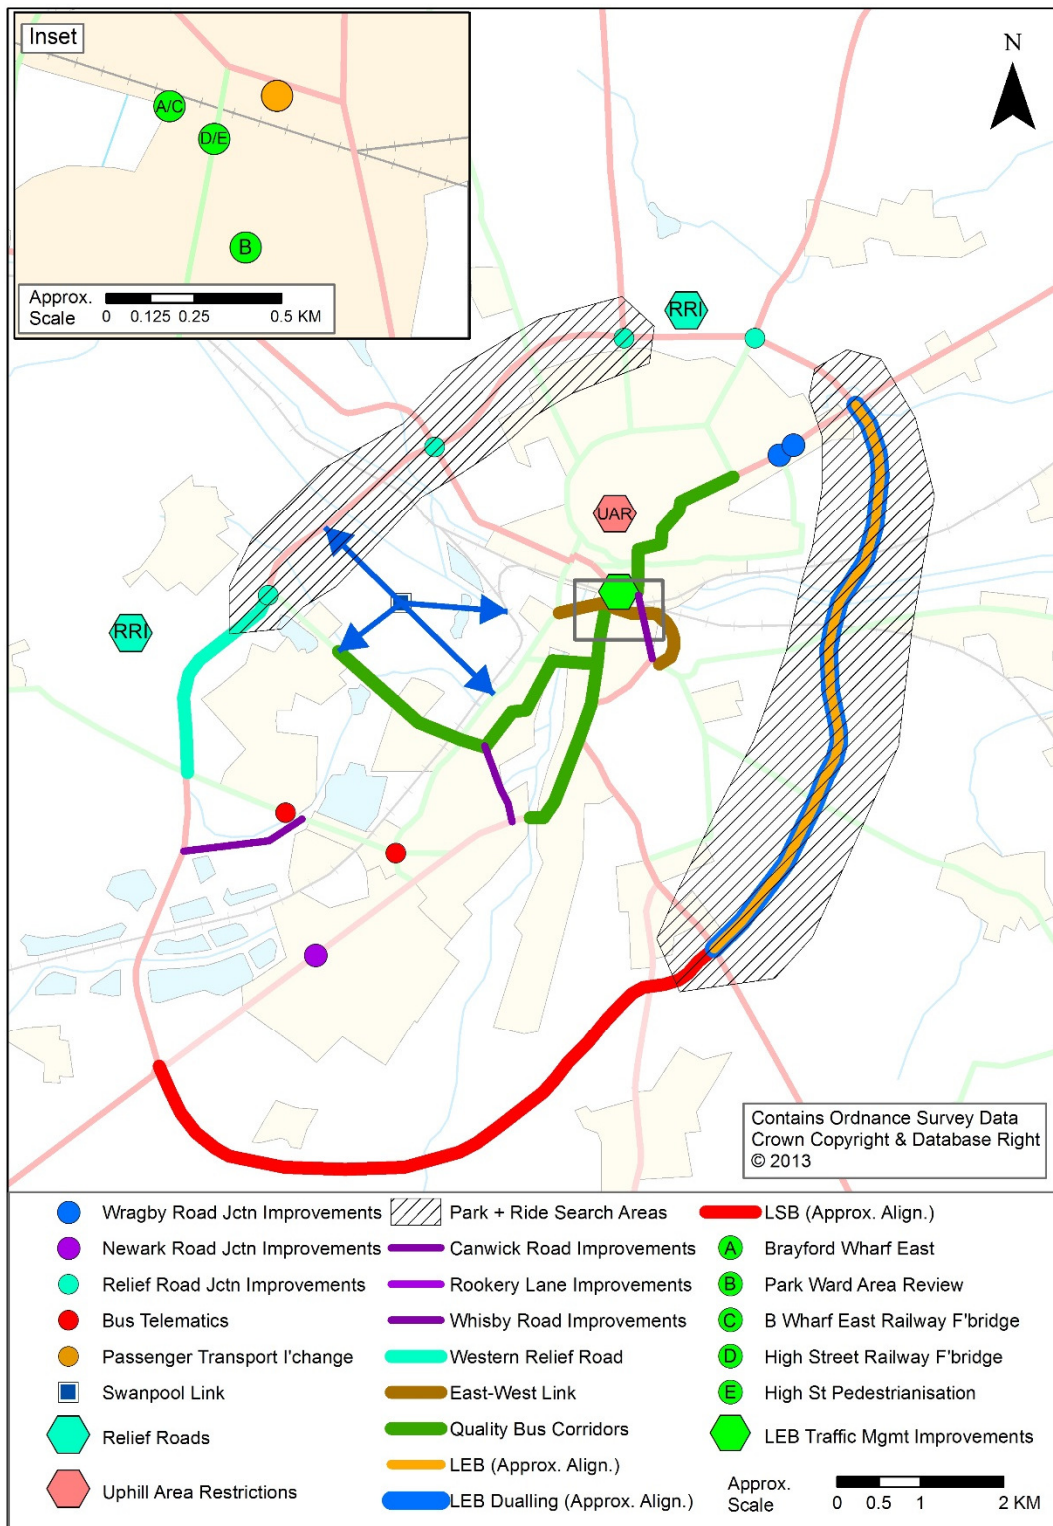 Inset
N
A/C
D/E
B
Approx.
Scale
0 0.125 0.25 0.5 KM
RRI
UAR
RRI
Contains Ordnance Survey Data
Crown Copyright & Database Right
© 2013
Wragby Road Jctn Improvements
Newark Road Jctn Improvements
Relief Road Jctn Improvements
Bus Telematics
Passenger Transport I'change
Swanpool Link
Relief Roads
Uphill Area Restrictions
Park + Ride Search Areas
Canwick Road Improvements
Rookery Lane Improvements
Whisby Road Improvements
Western Relief Road
East-West Link
Quality Bus Corridors
LEB (Approx. Align.)
LEB Dualling (Approx. Align.)
LSB (Approx. Align.)
A Brayford Wharf East
B Park Ward Area Review
C B Wharf East Railway F'bridge
D High Street Railway F'bridge
E High St Pedestrianisation
LEB Traffic Mgmt Improvements
Approx.
Scale
0 0.5 1 2 KM